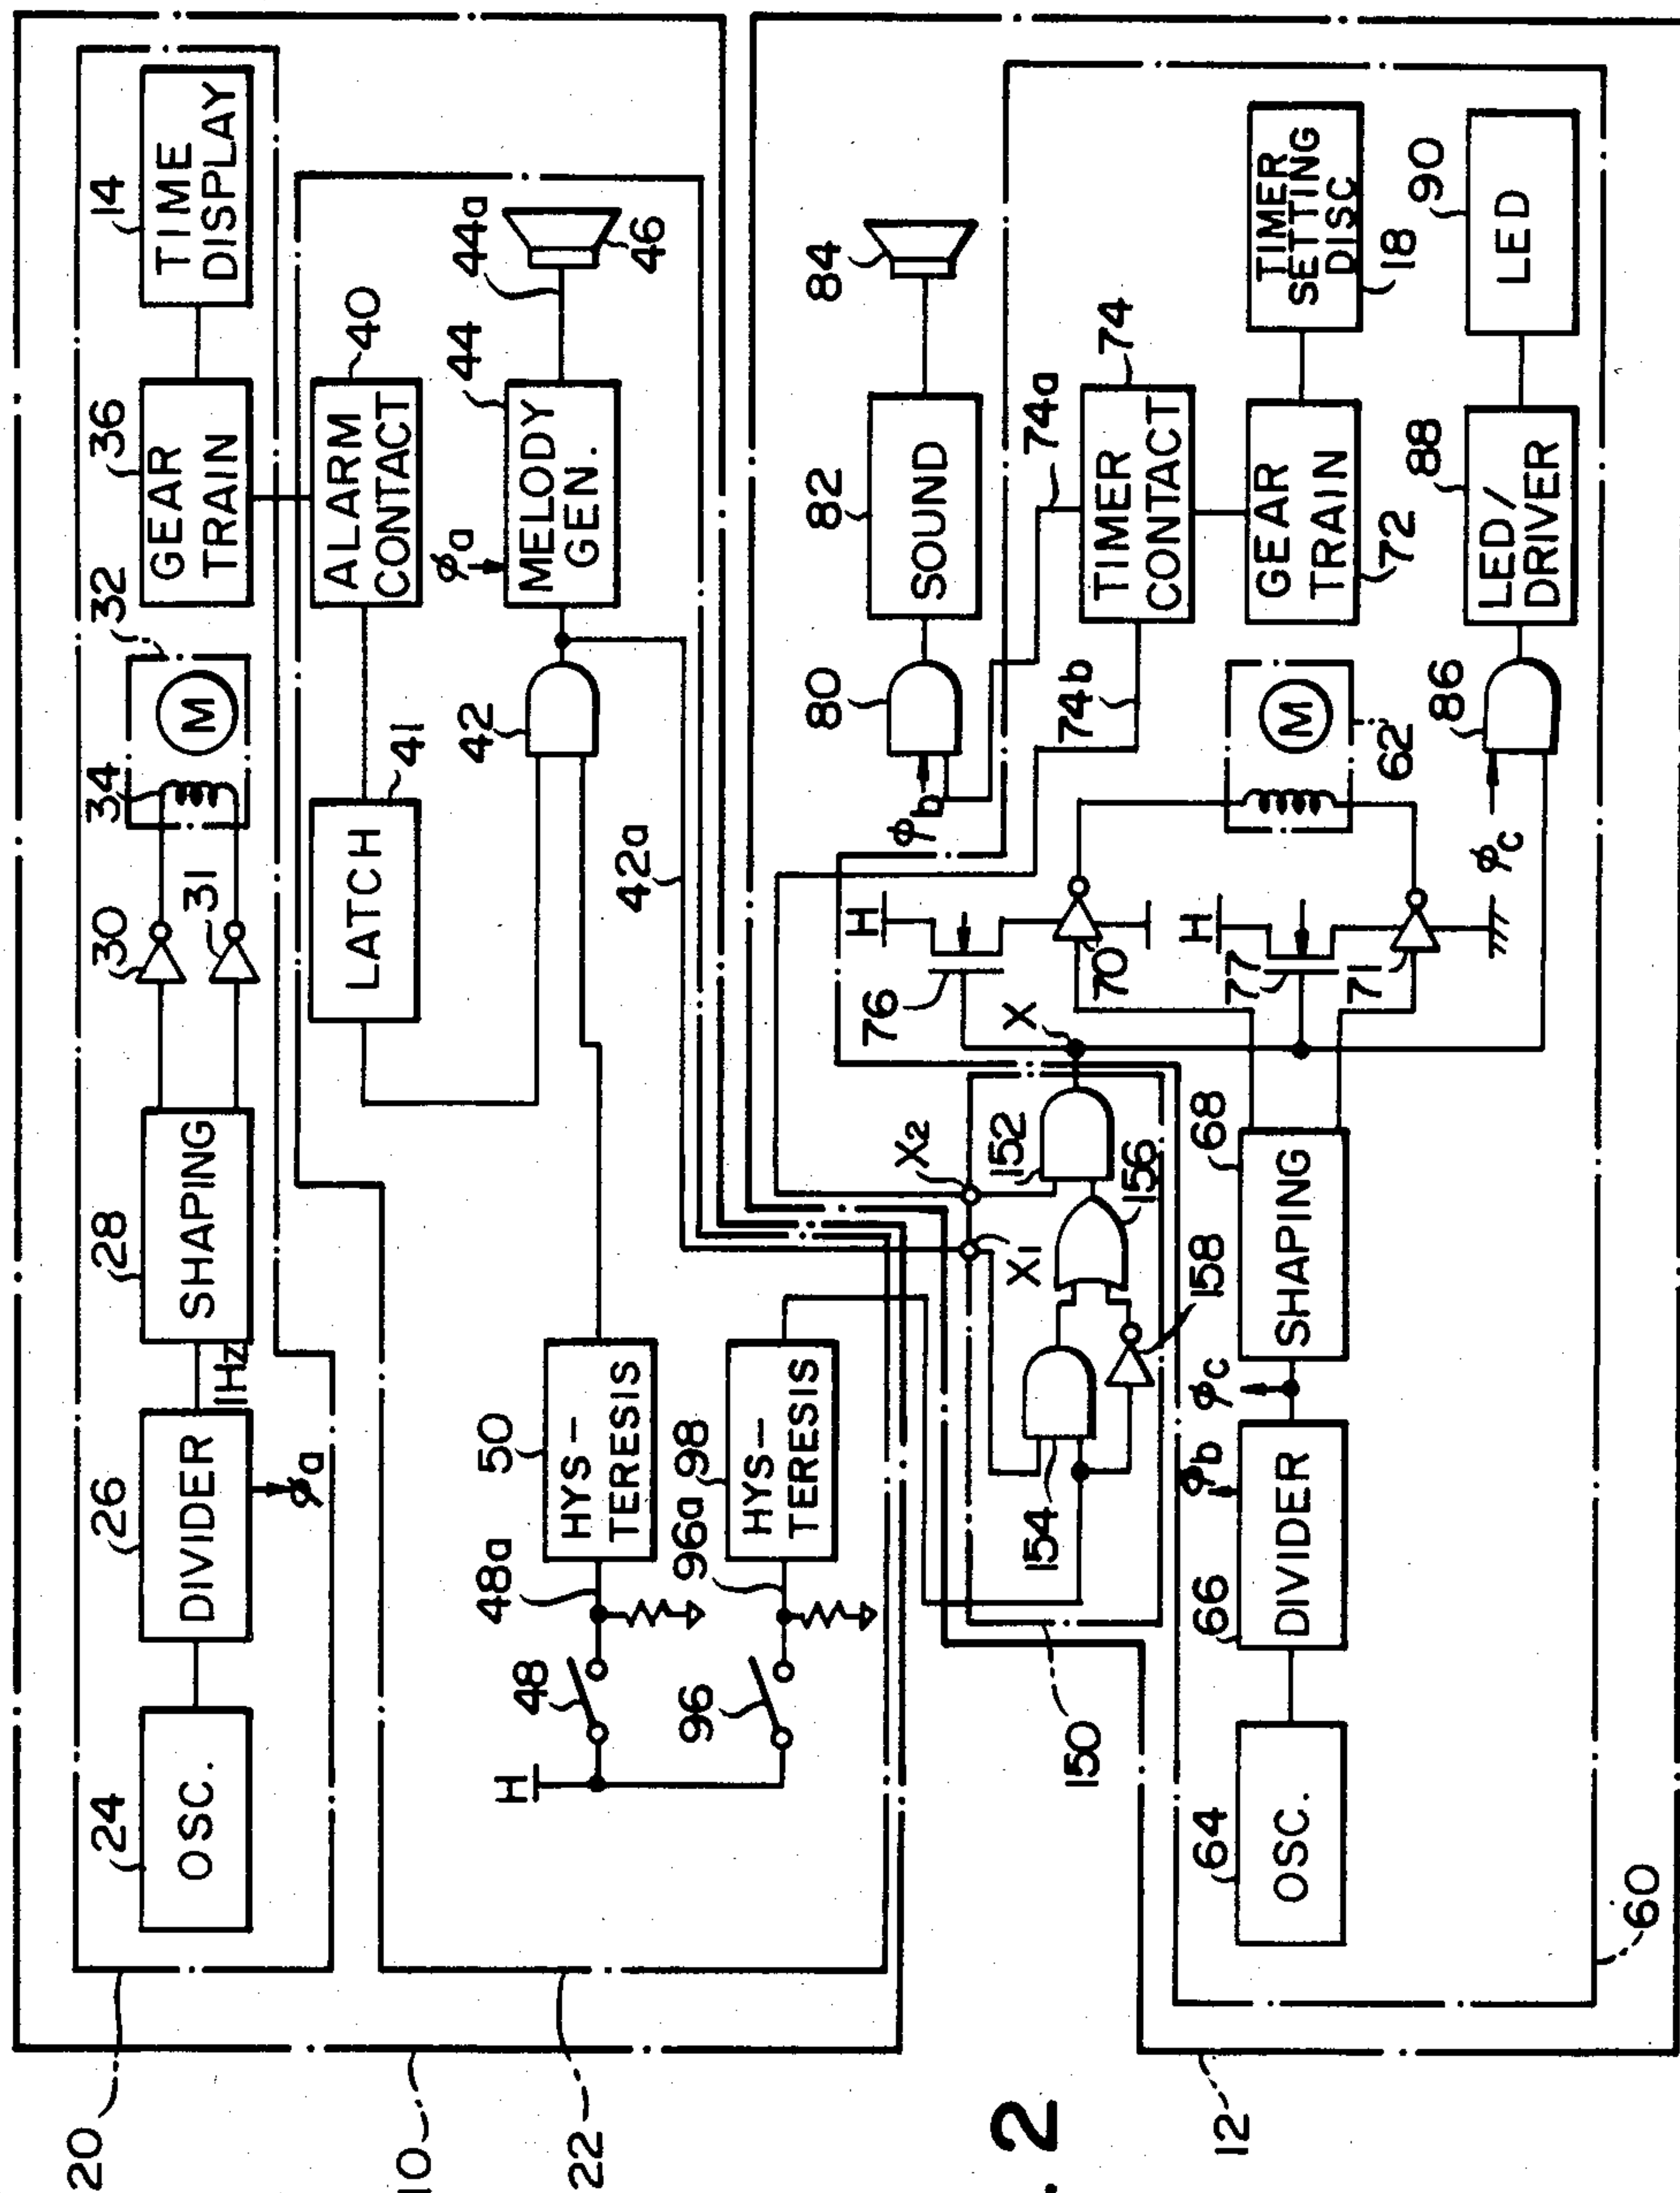 20
24
OSC.
26
DIVIDER
φa
1Hz
28
SHAPING
30
31
34
32
M
36
GEAR
TRAIN
14
TIME
DISPLAY
10
22
41
LATCH
40
ALARM
CONTACT
42
42a
φa
44
MELODY
GEN.
44a
46
H
48
48a
50
HYS-
TERESIS
96
96a
98
HYS-
TERESIS
. 2
12
150
154
158
156
152
X1
X2
X
76
H
70
77
H
71
74b
φb
80
82
SOUND
84
74a
74
TIMER
CONTACT
62
M
72
GEAR
TRAIN
TIMER
SETTING
DISC
18
64
OSC.
66
DIVIDER
φb
φc
68
SHAPING
φc
86
88
LED/
DRIVER
90
LED
60